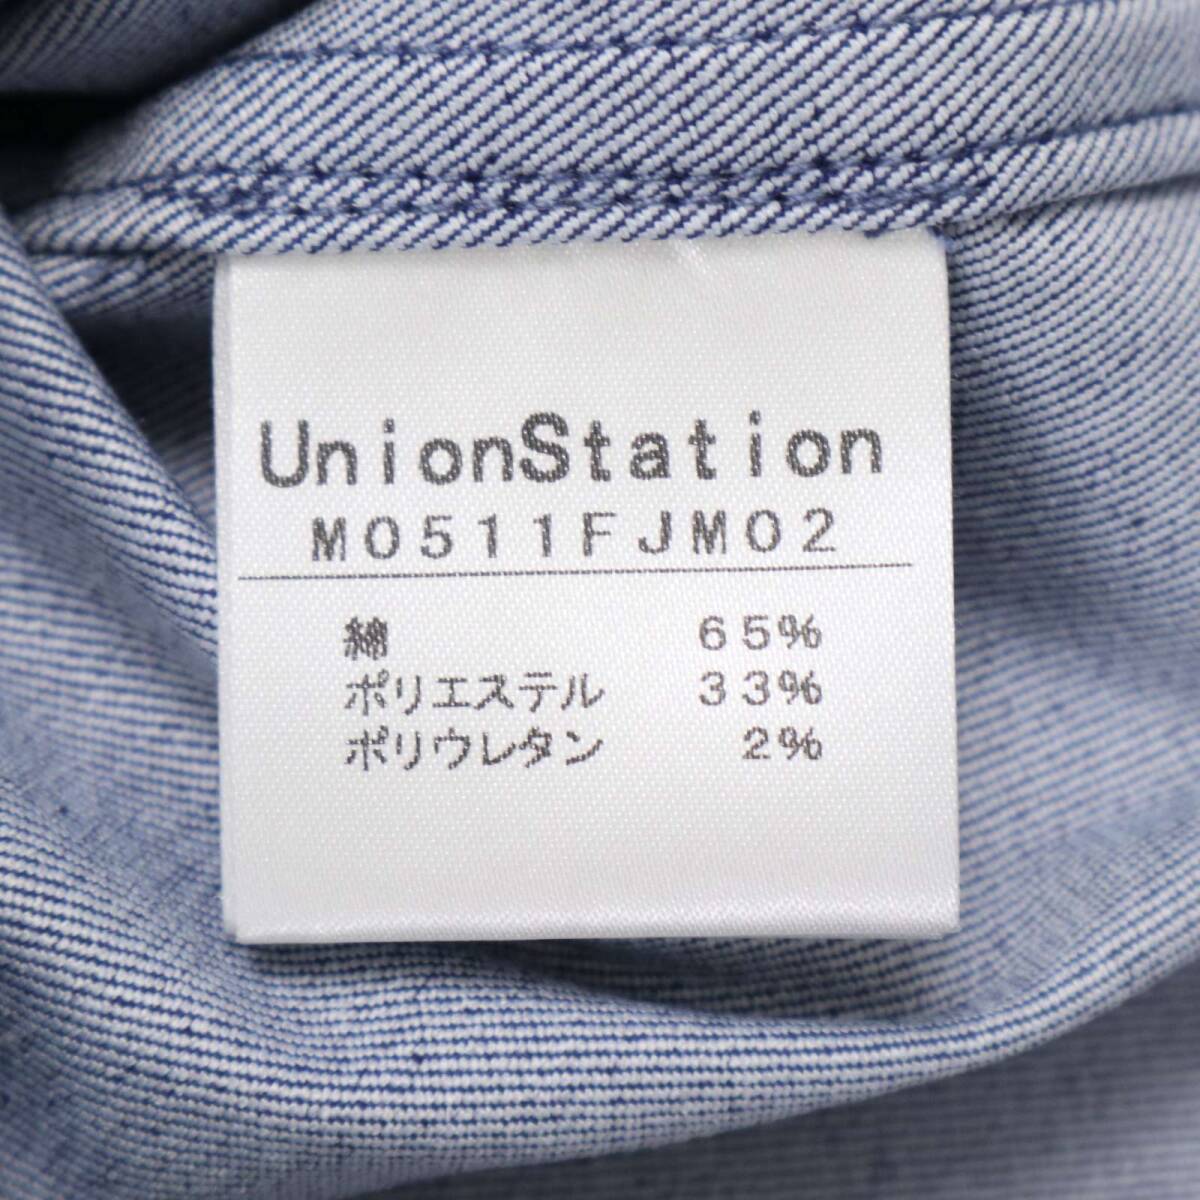 UnionStation
M0511FJM02
綿 65%
ポリエステル 33%
ポリウレタン 2%